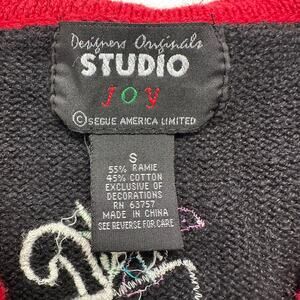 Designers Originals
STUDIO
JOY
©SEGUE AMERICA LIMITED
S
55% RAMIE
45% COTTON
EXCLUSIVE OF
DECORATIONS
RN 63757
MADE IN CHINA
SEE REVERSE FOR CARE